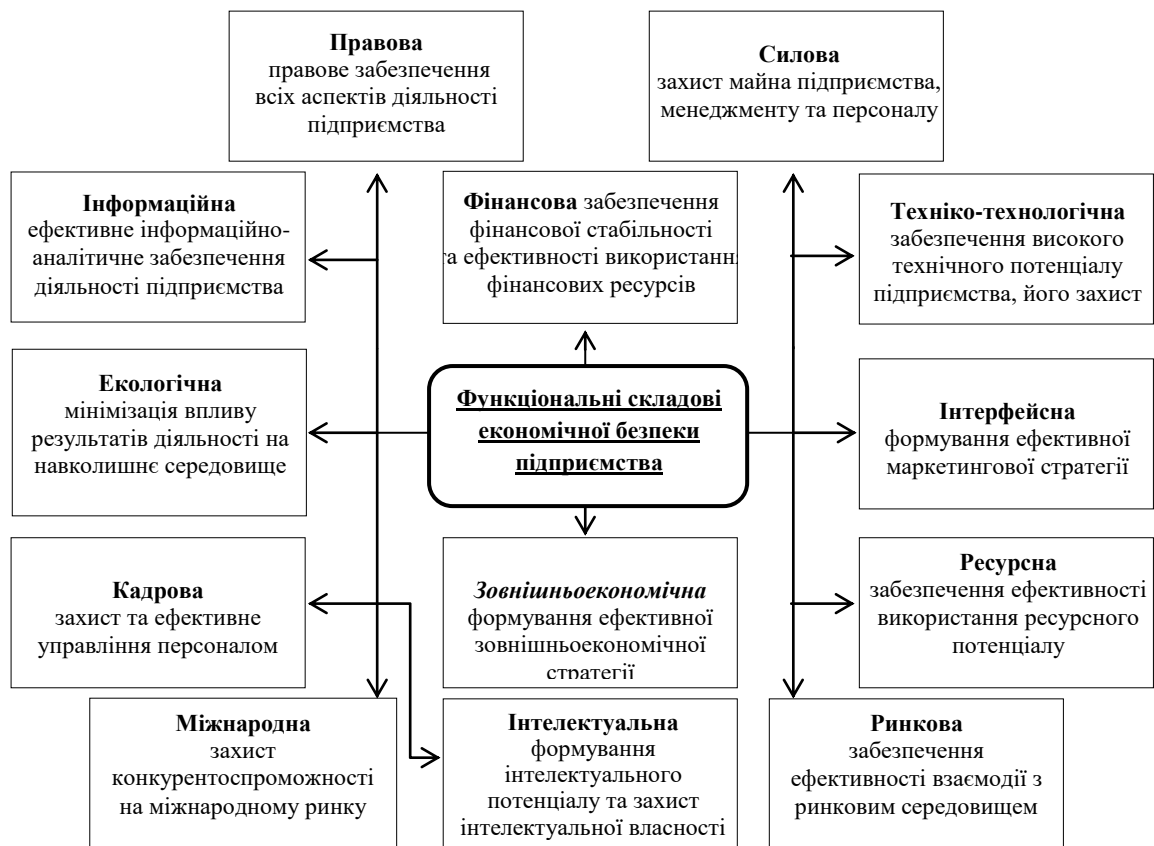 Правова
правове забезпечення
всіх аспектів діяльності
підприємства
Силова
захист майна підприємства,
менеджменту та персоналу
Інформаційна
ефективне інформаційно-
аналітичне забезпечення
діяльності підприємства
Фінансова забезпечення
фінансової стабільності
та ефективності використання
фінансових ресурсів
Техніко-технологічна
забезпечення високого
технічного потенціалу
підприємства, його захист
Екологічна
мінімізація впливу
результатів діяльності на
навколишнє середовище
Функціональні складові
економічної безпеки
підприємства
Інтерфейсна
формування ефективної
маркетингової стратегії
Кадрова
захист та ефективне
управління персоналом
Зовнішньоекономічна
формування ефективної
зовнішньоекономічної
стратегії
Ресурсна
забезпечення ефективності
використання ресурсного
потенціалу
Міжнародна
захист
конкурентоспроможності
на міжнародному ринку
Інтелектуальна
формування
інтелектуального
потенціалу та захист
інтелектуальної власності
Ринкова
забезпечення
ефективності взаємодії з
ринковим середовищем